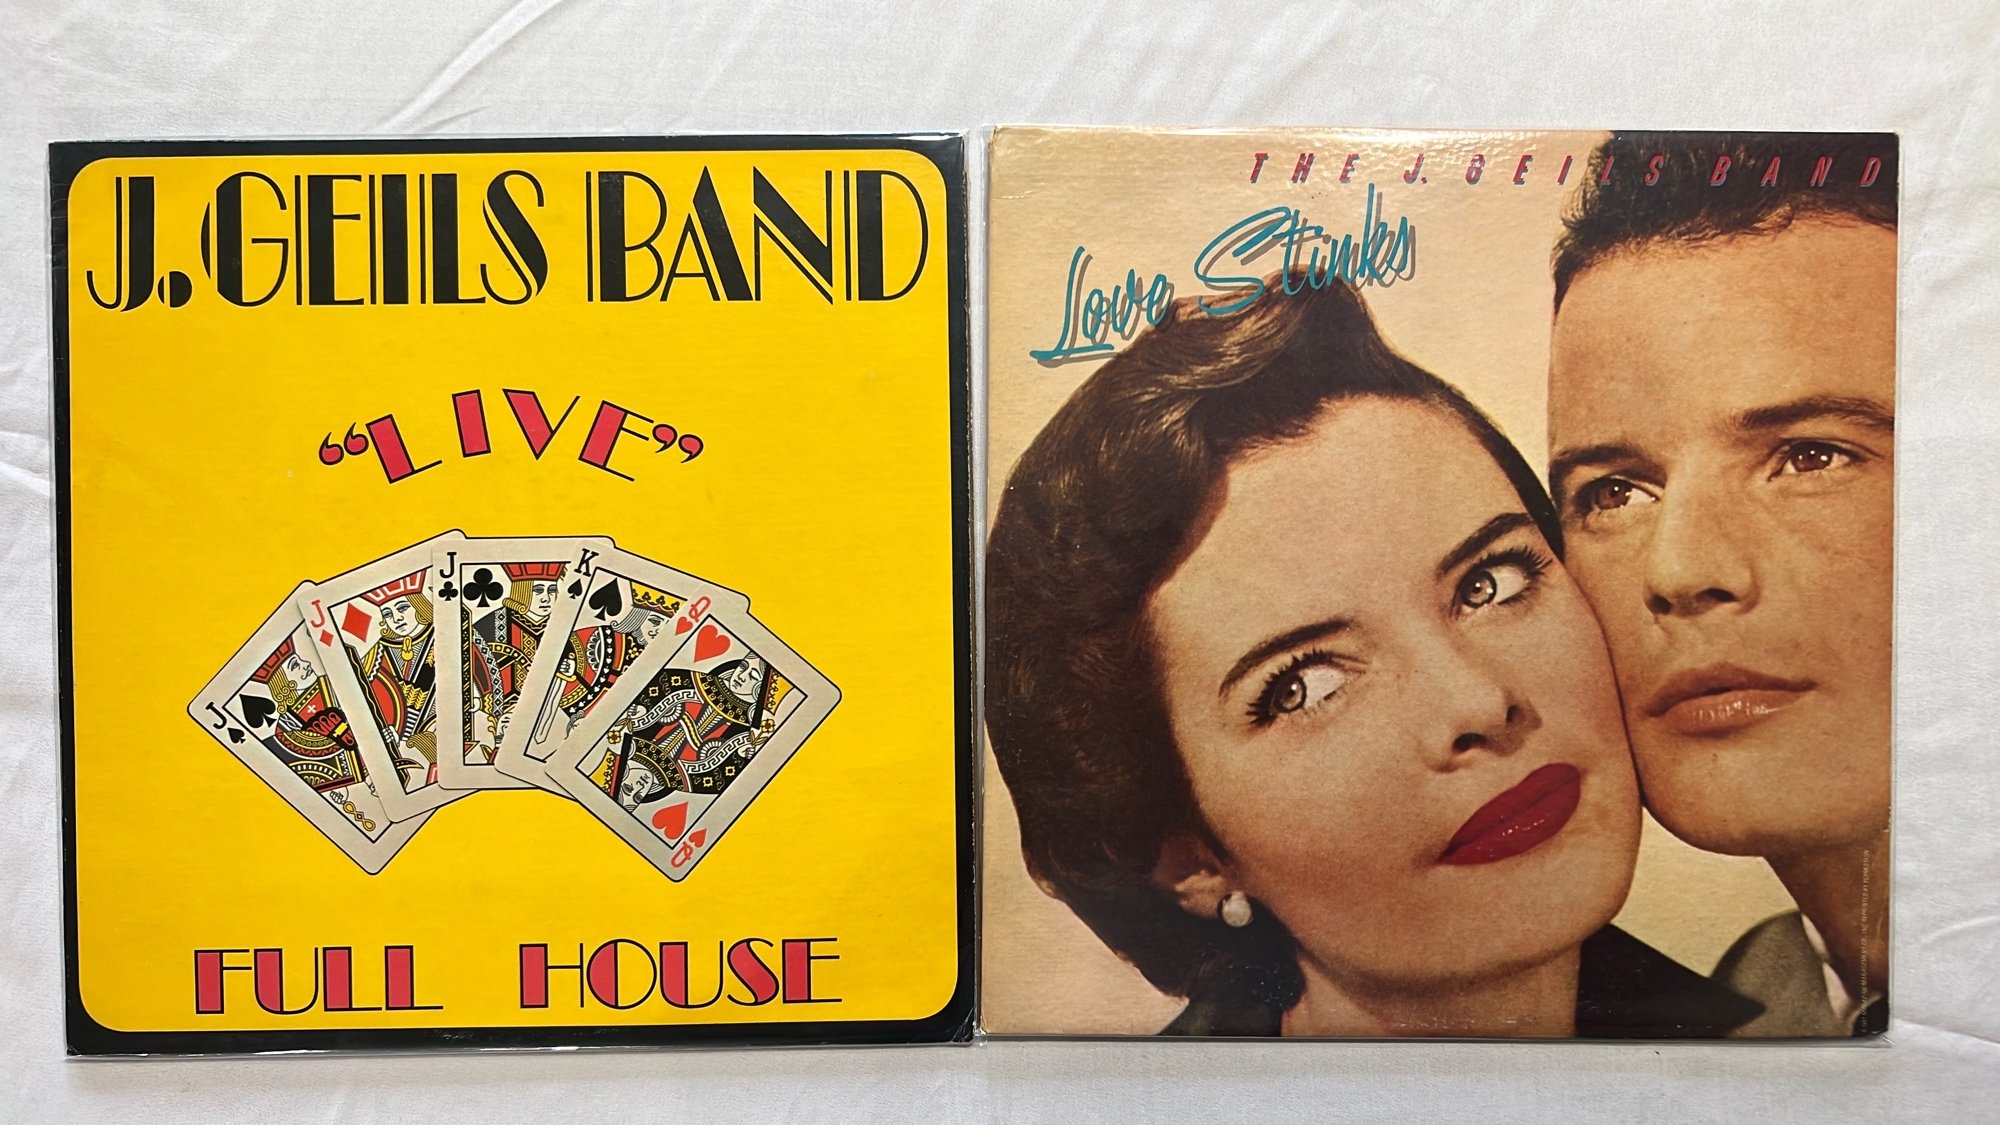 J. GEILS BAND
"LIVE"
J
J
J
K
Q
Q
FULL HOUSE
THE J. GEILS BAND
Love Stinks